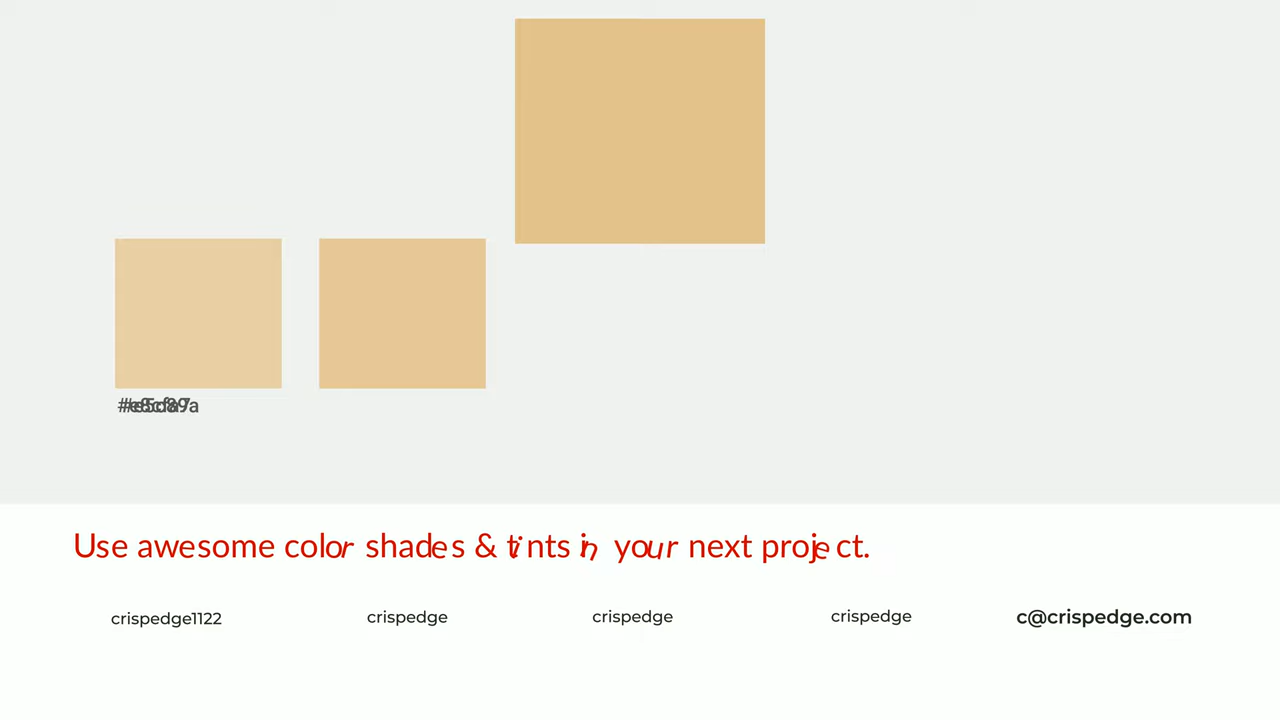 Use awesome color shades & tints in your next project.
crispedge1122 crispedge crispedge crispedge c@crispedge.com